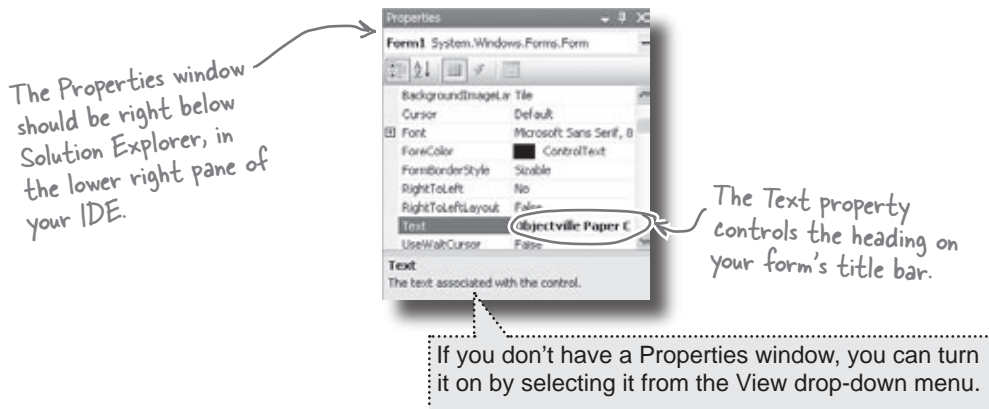 Properties
Form1 System.Windows.Forms.Form
BackgroundImageLay Tile
Cursor Default
Font Microsoft Sans Serif, 8
ForeColor ControlText
FormBorderStyle Sizable
RightToLeft No
RightToLeftLayout False
Text Objectville Paper C
UseWaitCursor False
Text
The text associated with the control.
The Properties window
should be right below
Solution Explorer, in
the lower right pane of
your IDE.
The Text property
controls the heading on
your form's title bar.
If you don't have a Properties window, you can turn
it on by selecting it from the View drop-down menu.